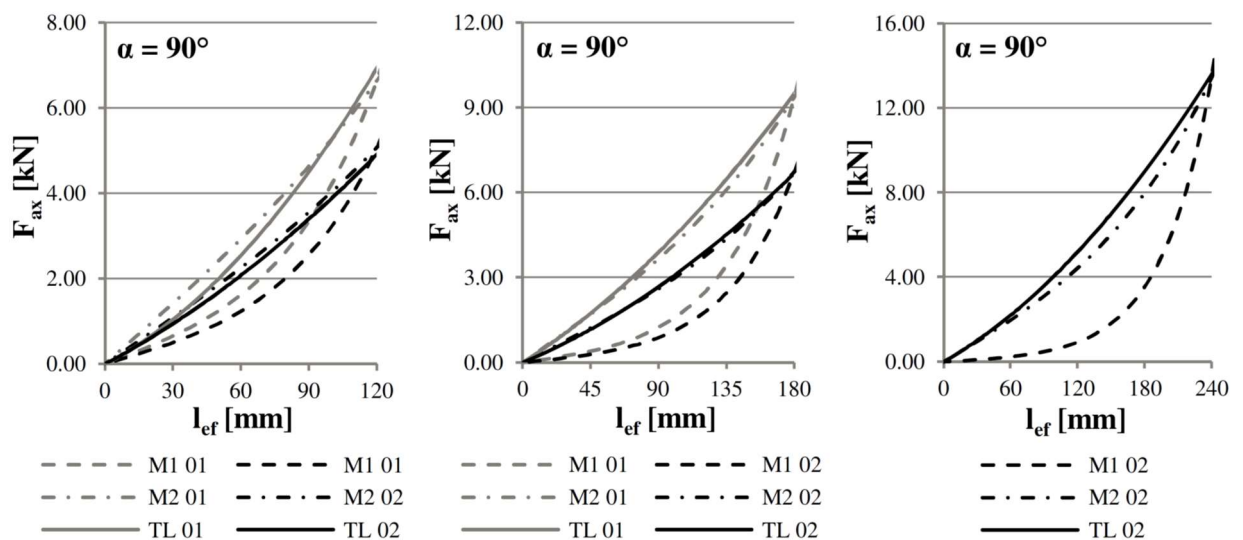 α = 90°
F_ax [kN]
8.00
6.00
4.00
2.00
0.00
0 30 60 90 120
l_ef [mm]
M1 01 M1 01
M2 01 M2 02
TL 01 TL 02
α = 90°
F_ax [kN]
12.00
9.00
6.00
3.00
0.00
0 45 90 135 180
l_ef [mm]
M1 01 M1 02
M2 01 M2 02
TL 01 TL 02
α = 90°
F_ax [kN]
16.00
12.00
8.00
4.00
0.00
0 60 120 180 240
l_ef [mm]
M1 02
M2 02
TL 02